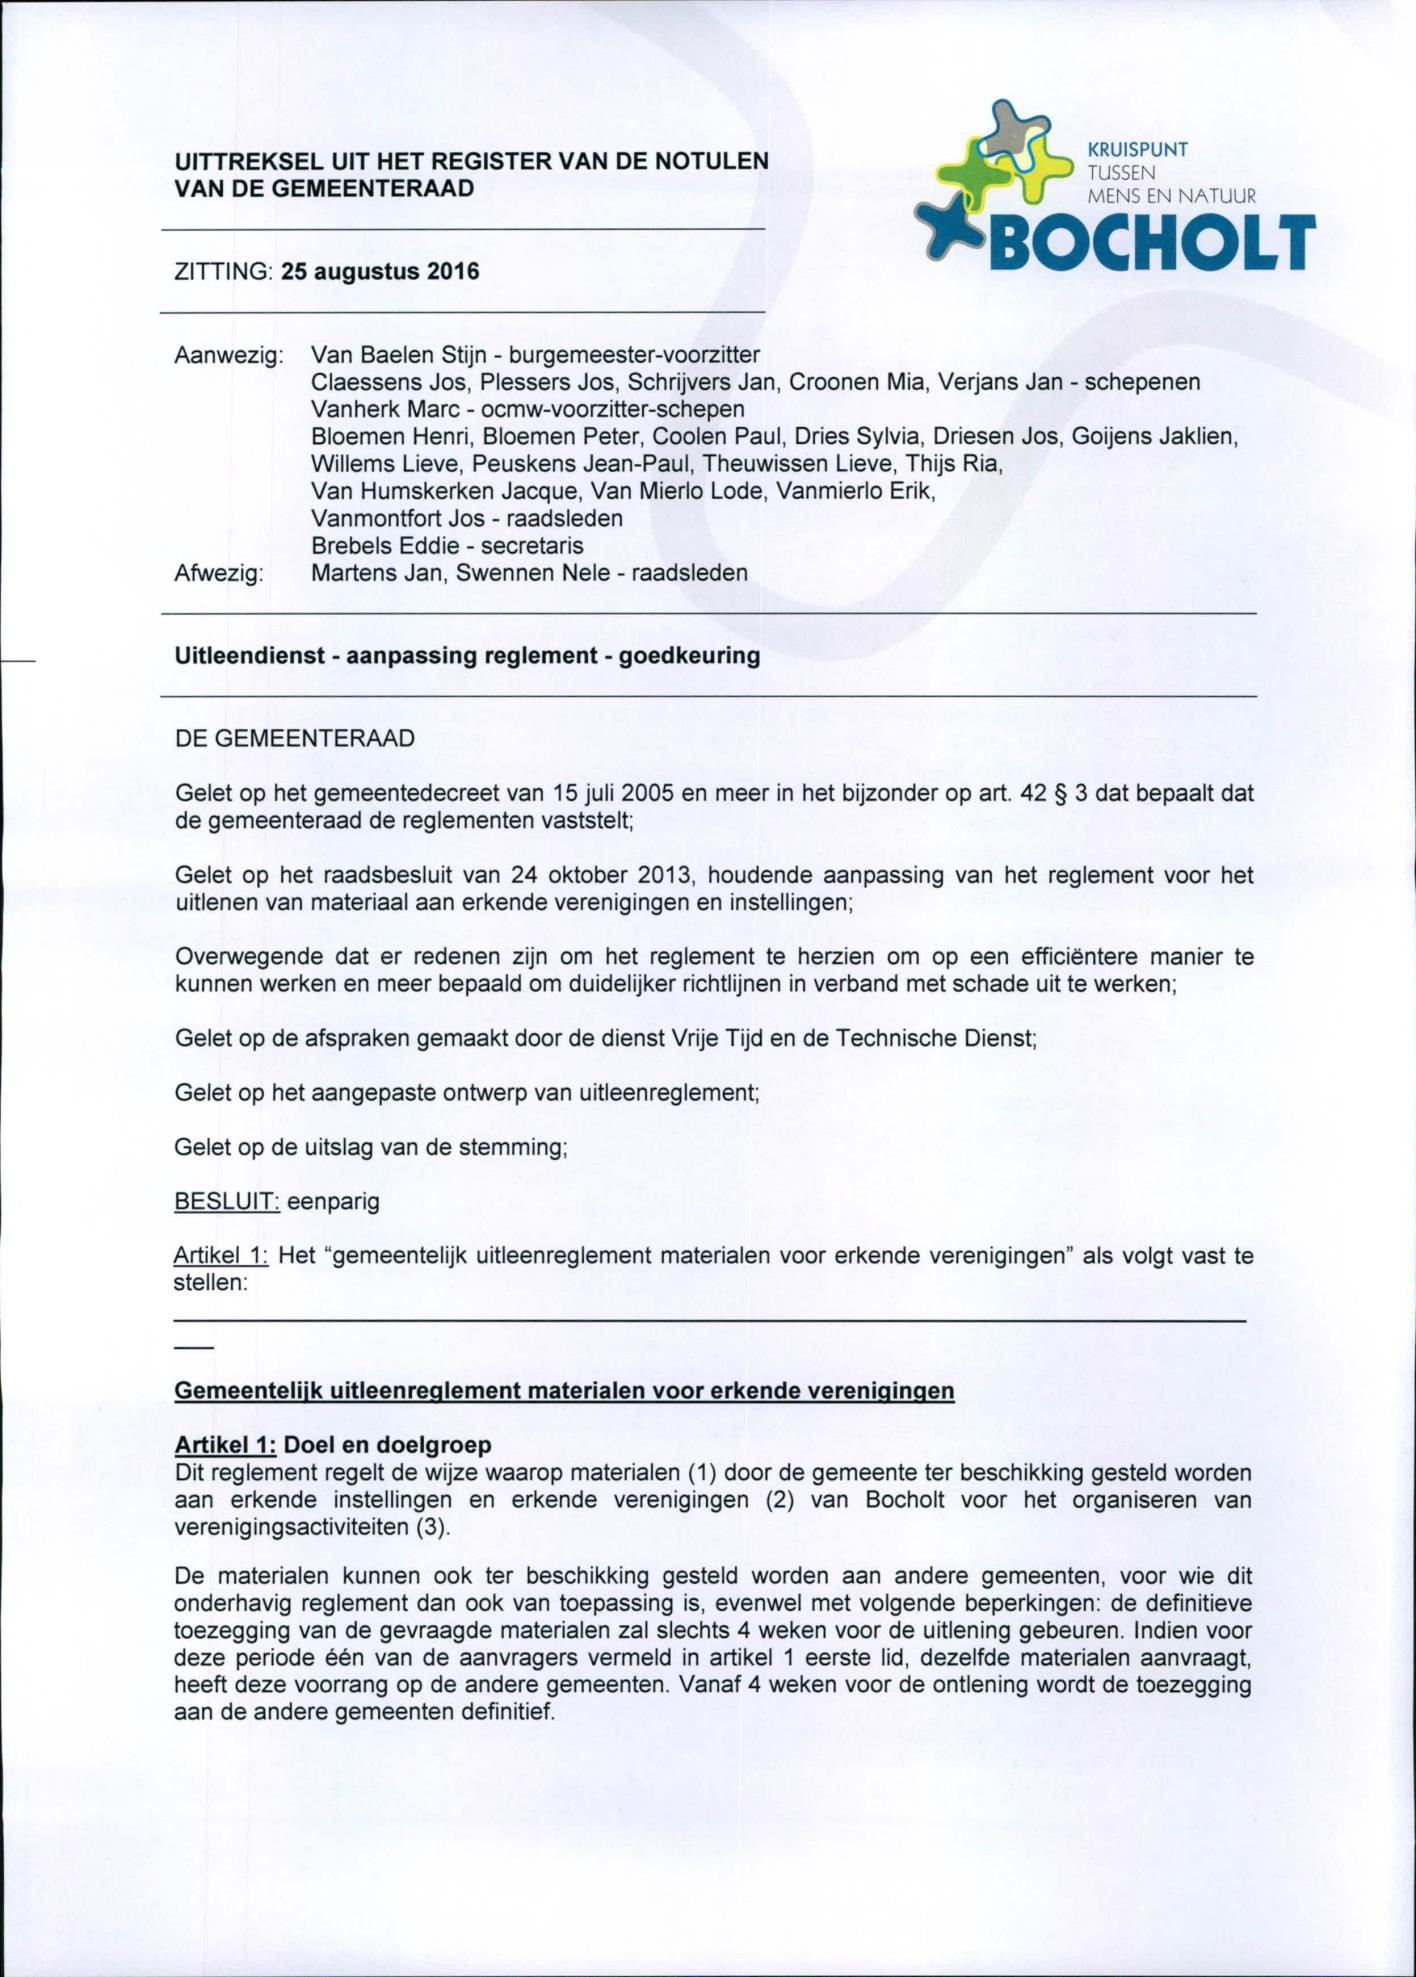 UITTREKSEL UIT HET REGISTER VAN DE NOTULEN
VAN DE GEMEENTERAAD
KRUISPUNT
TUSSEN
MENS EN NATUUR
BOCHOLT
ZITTING: 25 augustus 2016
Aanwezig: Van Baelen Stijn - burgemeester-voorzitter
Claessens Jos, Plessers Jos, Schrijvers Jan, Croonen Mia, Verjans Jan - schepenen
Vanherk Marc - ocmw-voorzitter-schepen
Bloemen Henri, Bloemen Peter, Coolen Paul, Dries Sylvia, Driesen Jos, Goijens Jaklien,
Willems Lieve, Peuskens Jean-Paul, Theuwissen Lieve, Thijs Ria,
Van Humskerken Jacque, Van Mierlo Lode, Vanmierlo Erik,
Vanmontfort Jos - raadsleden
Brebels Eddie - secretaris
Afwezig: Martens Jan, Swennen Nele - raadsleden
Uitleendienst - aanpassing reglement - goedkeuring
DE GEMEENTERAAD
Gelet op het gemeentedecreet van 15 juli 2005 en meer in het bijzonder op art. 42 § 3 dat bepaalt dat
de gemeenteraad de reglementen vaststelt;
Gelet op het raadsbesluit van 24 oktober 2013, houdende aanpassing van het reglement voor het
uitlenen van materiaal aan erkende verenigingen en instellingen;
Overwegende dat er redenen zijn om het reglement te herzien om op een efficiëntere manier te
kunnen werken en meer bepaald om duidelijker richtlijnen in verband met schade uit te werken;
Gelet op de afspraken gemaakt door de dienst Vrije Tijd en de Technische Dienst;
Gelet op het aangepaste ontwerp van uitleenreglement;
Gelet op de uitslag van de stemming;
BESLUIT: eenparig
Artikel 1: Het “gemeentelijk uitleenreglement materialen voor erkende verenigingen” als volgt vast te
stellen:
Gemeentelijk uitleenreglement materialen voor erkende verenigingen
Artikel 1: Doel en doelgroep
Dit reglement regelt de wijze waarop materialen (1) door de gemeente ter beschikking gesteld worden
aan erkende instellingen en erkende verenigingen (2) van Bocholt voor het organiseren van
verenigingsactiviteiten (3).
De materialen kunnen ook ter beschikking gesteld worden aan andere gemeenten, voor wie dit
onderhavig reglement dan ook van toepassing is, evenwel met volgende beperkingen: de definitieve
toezegging van de gevraagde materialen zal slechts 4 weken voor de uitlening gebeuren. Indien voor
deze periode één van de aanvragers vermeld in artikel 1 eerste lid, dezelfde materialen aanvraagt,
heeft deze voorrang op de andere gemeenten. Vanaf 4 weken voor de ontlening wordt de toezegging
aan de andere gemeenten definitief.